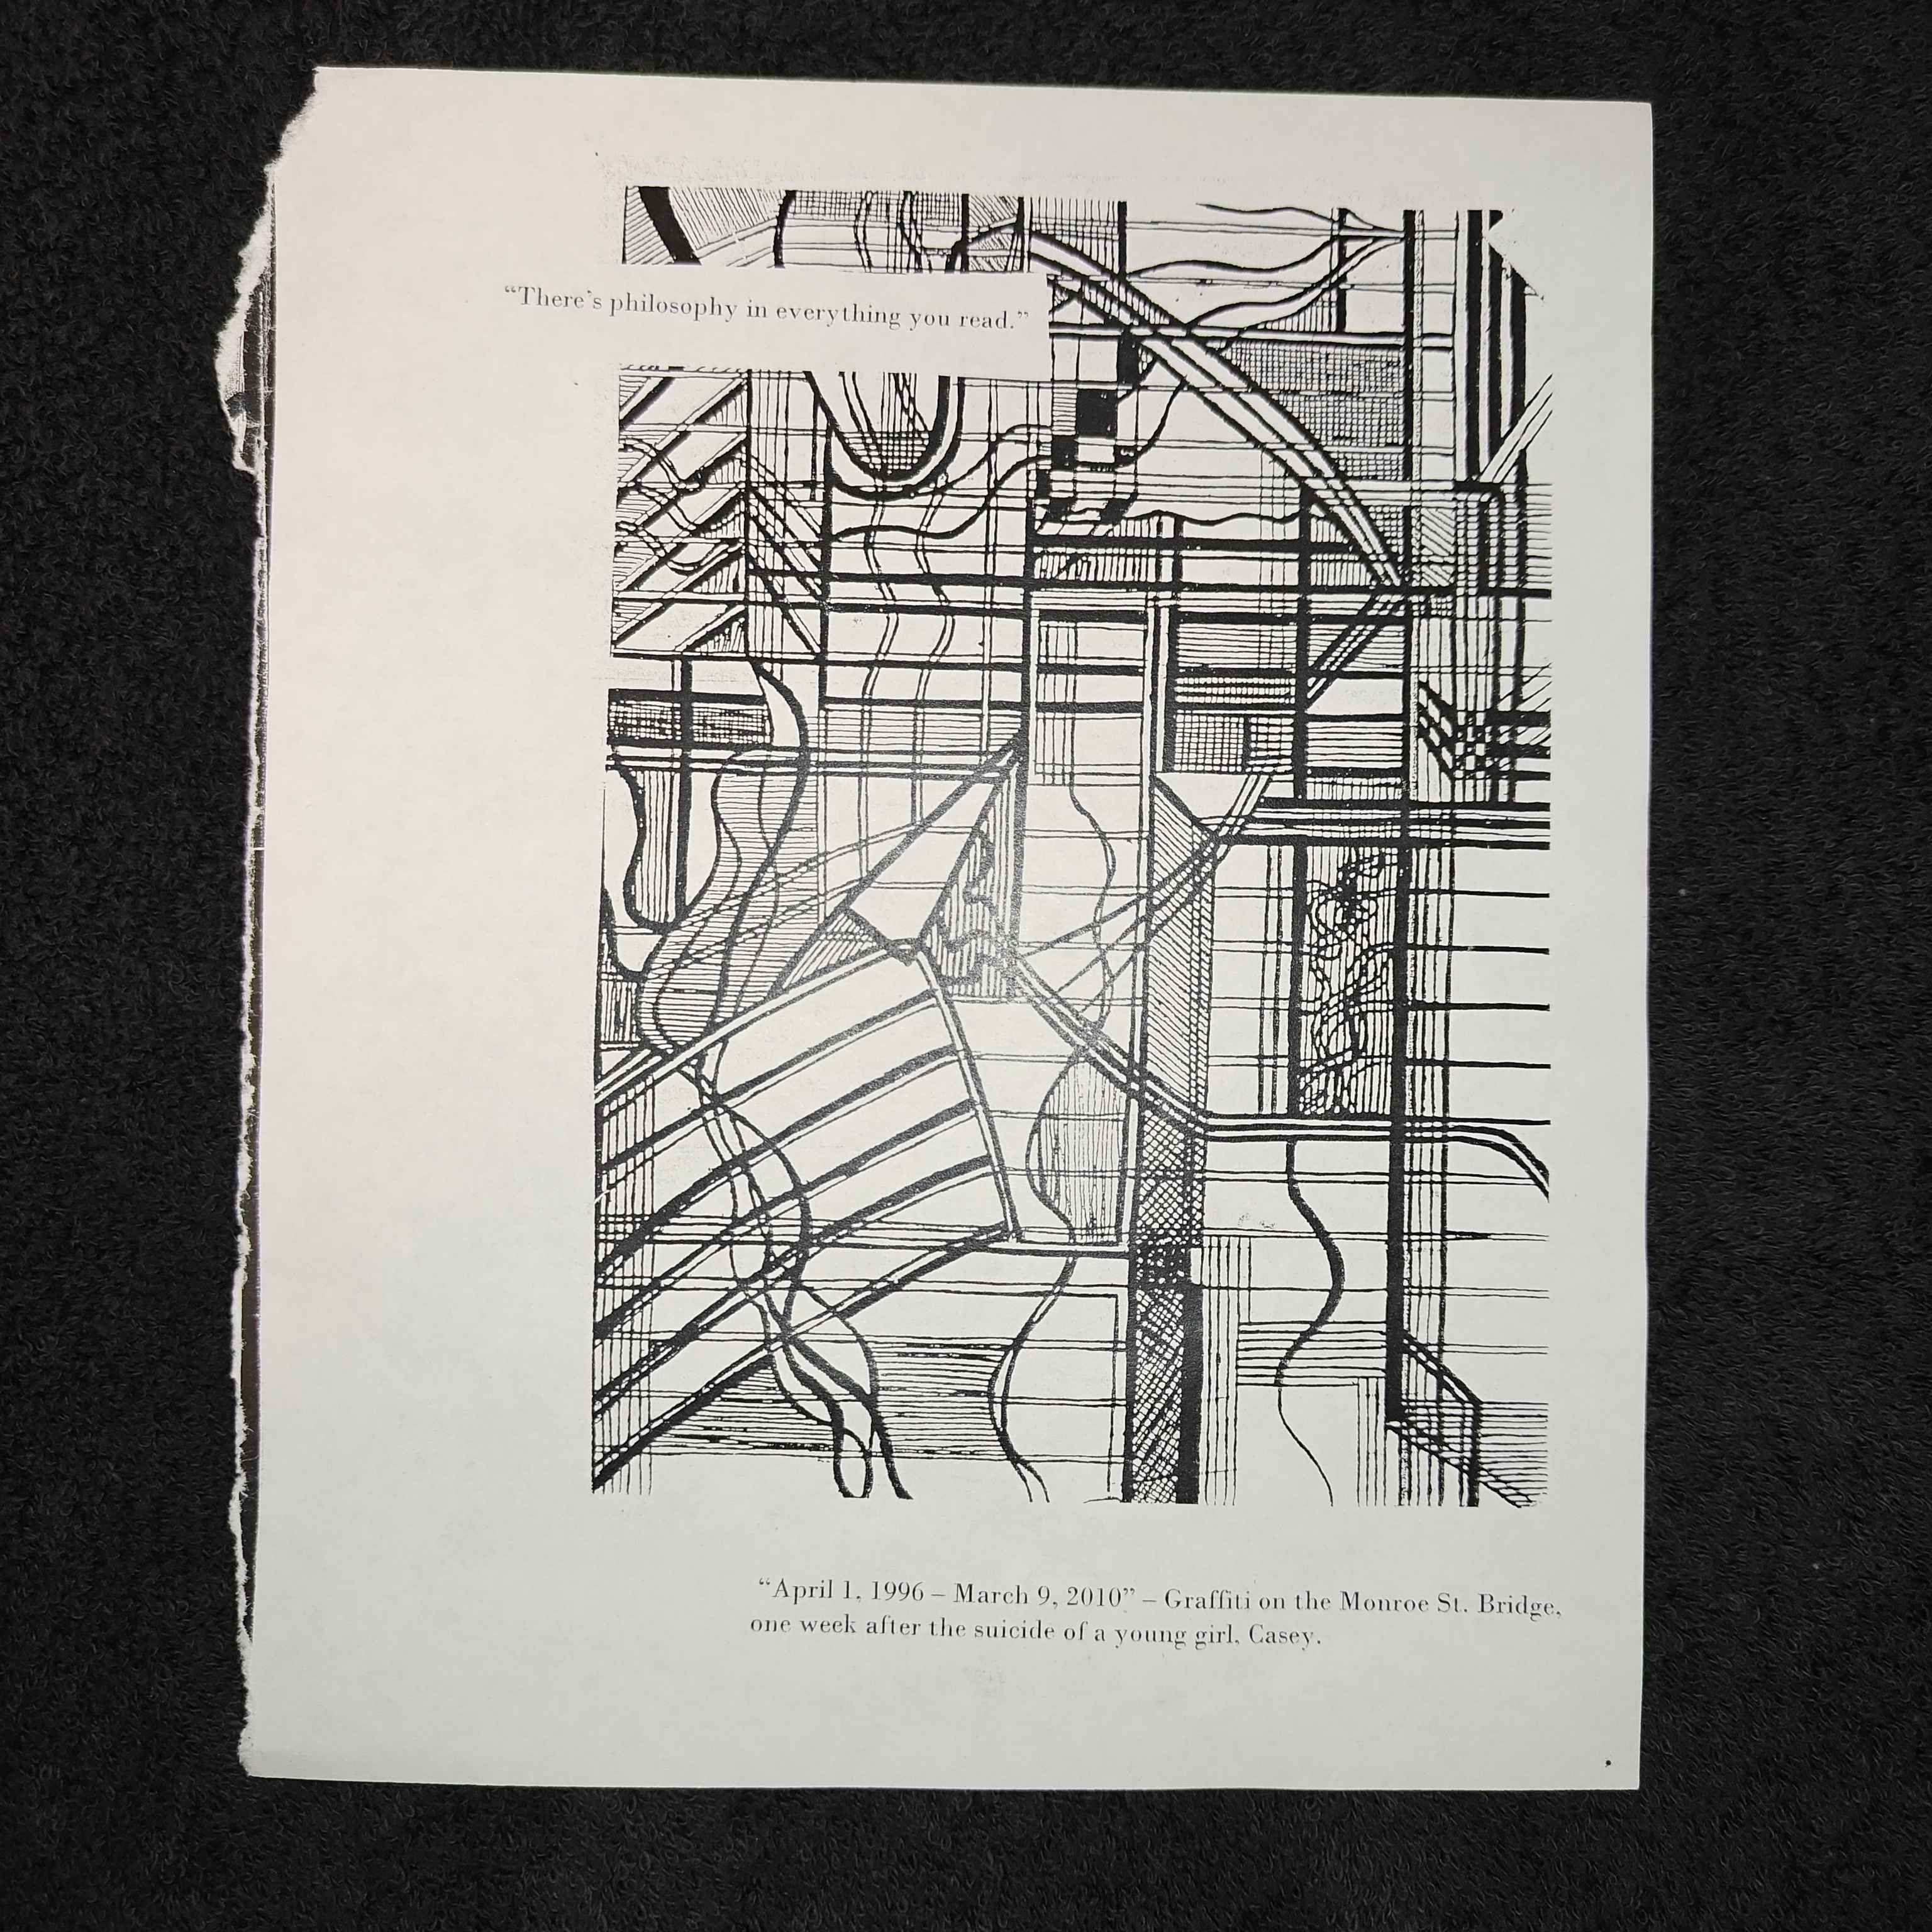 “There’s philosophy in everything you read.”
“April 1, 1996 – March 9, 2010” – Graffiti on the Monroe St. Bridge,
one week after the suicide of a young girl, Casey.